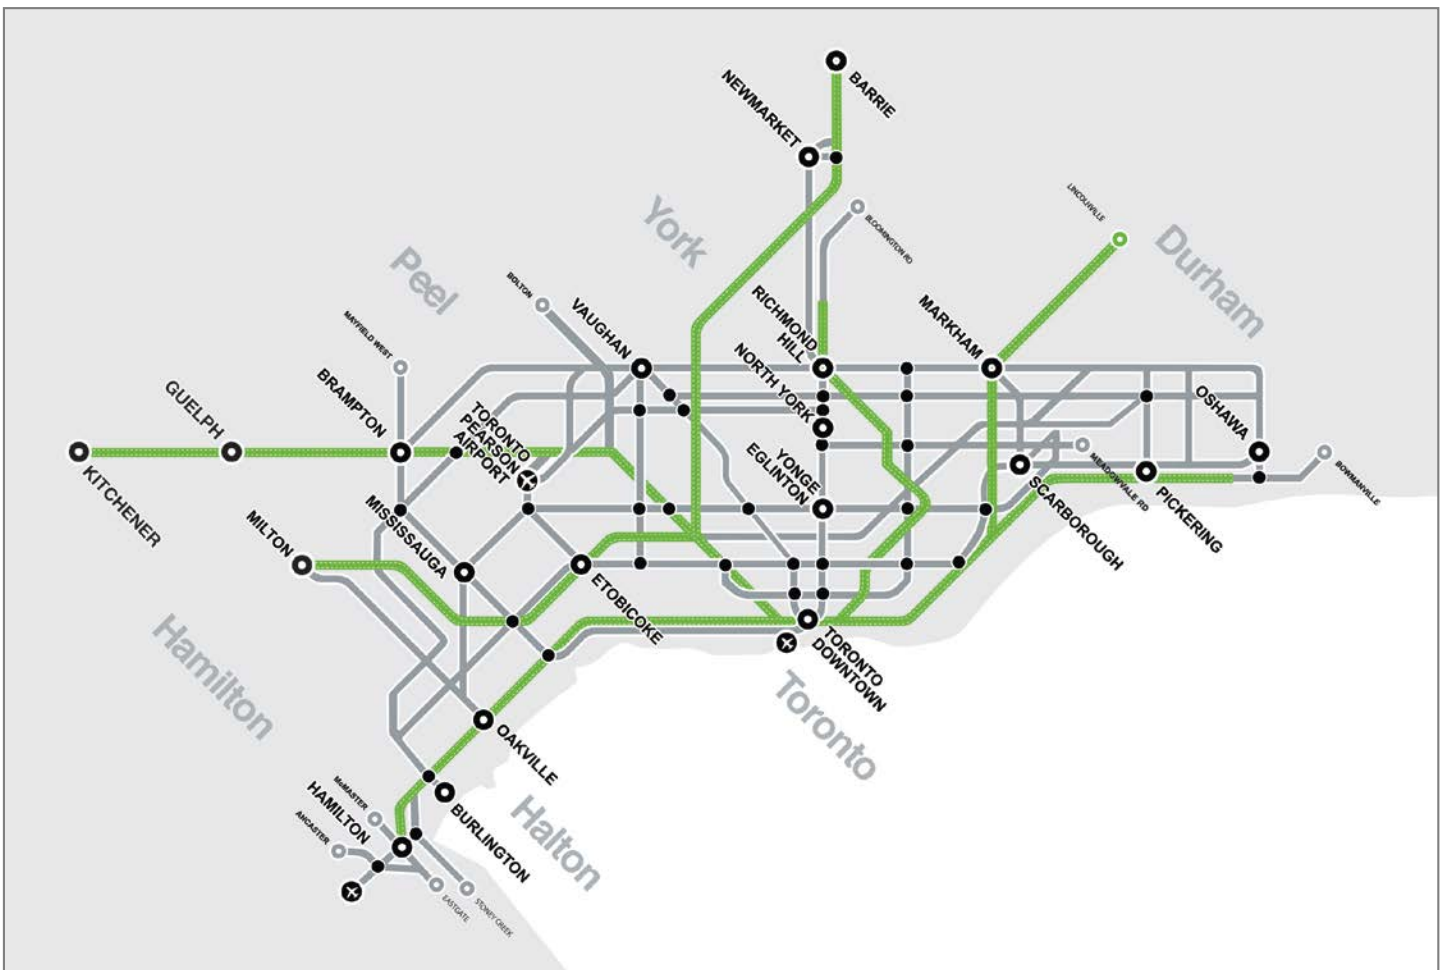 BARRIE
NEWMARKET
LINCOLNVILLE
York
BLOOMINGTON RD
Durham
Peel
BOLTON
VAUGHAN
RICHMOND
HILL
MARKHAM
MAYFIELD WEST
NORTH YORK
BRAMPTON
GUELPH
TORONTO
PEARSON
AIRPORT
OSHAWA
YONGE
EGLINTON
KITCHENER
MEADOWVALE RD
BOWMANVILLE
SCARBOROUGH
PICKERING
MILTON
MISSISSAUGA
ETOBICOKE
Hamilton
TORONTO
DOWNTOWN
Toronto
OAKVILLE
McMASTER
HAMILTON
ANCASTER
BURLINGTON
Halton
EASTGATE
STONEY CREEK